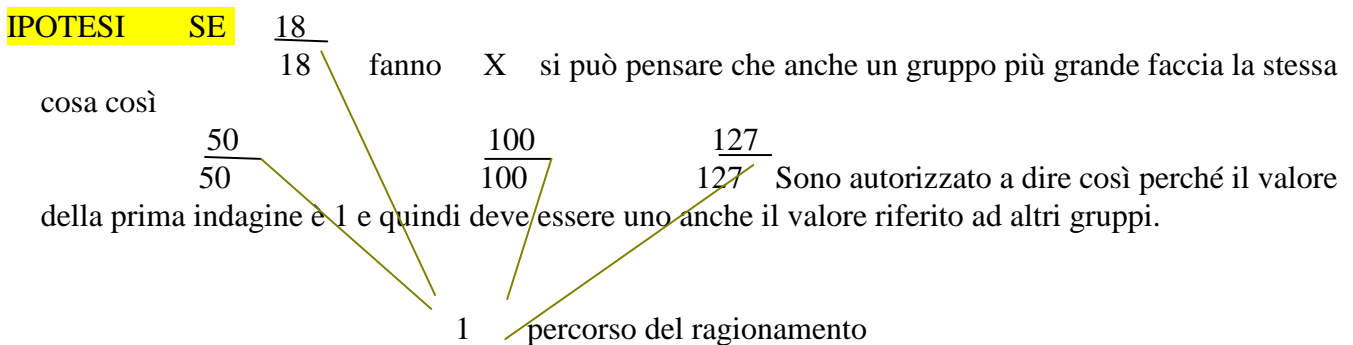 IPOTESI SE 18
18 fanno X si può pensare che anche un gruppo più grande faccia la stessa
cosa così
50 100 127
50 100 127 Sono autorizzato a dire così perché il valore
della prima indagine è 1 e quindi deve essere uno anche il valore riferito ad altri gruppi.
1 percorso del ragionamento